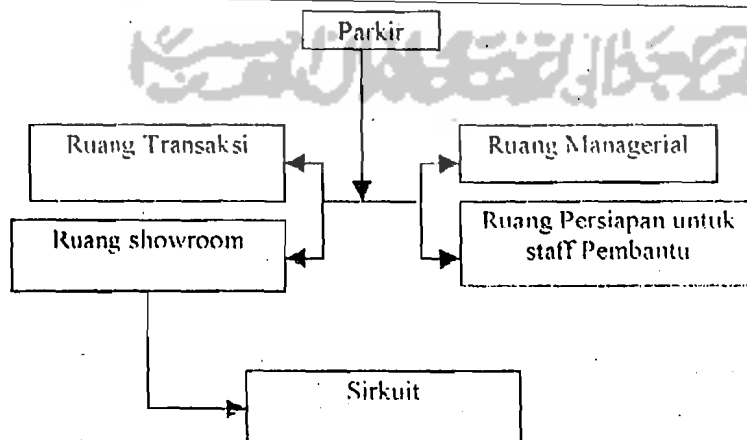 Parkir
Ruang Transaksi
Ruang Managerial
Ruang showroom
Ruang Persiapan untuk
staff Pembantu
Sirkuit